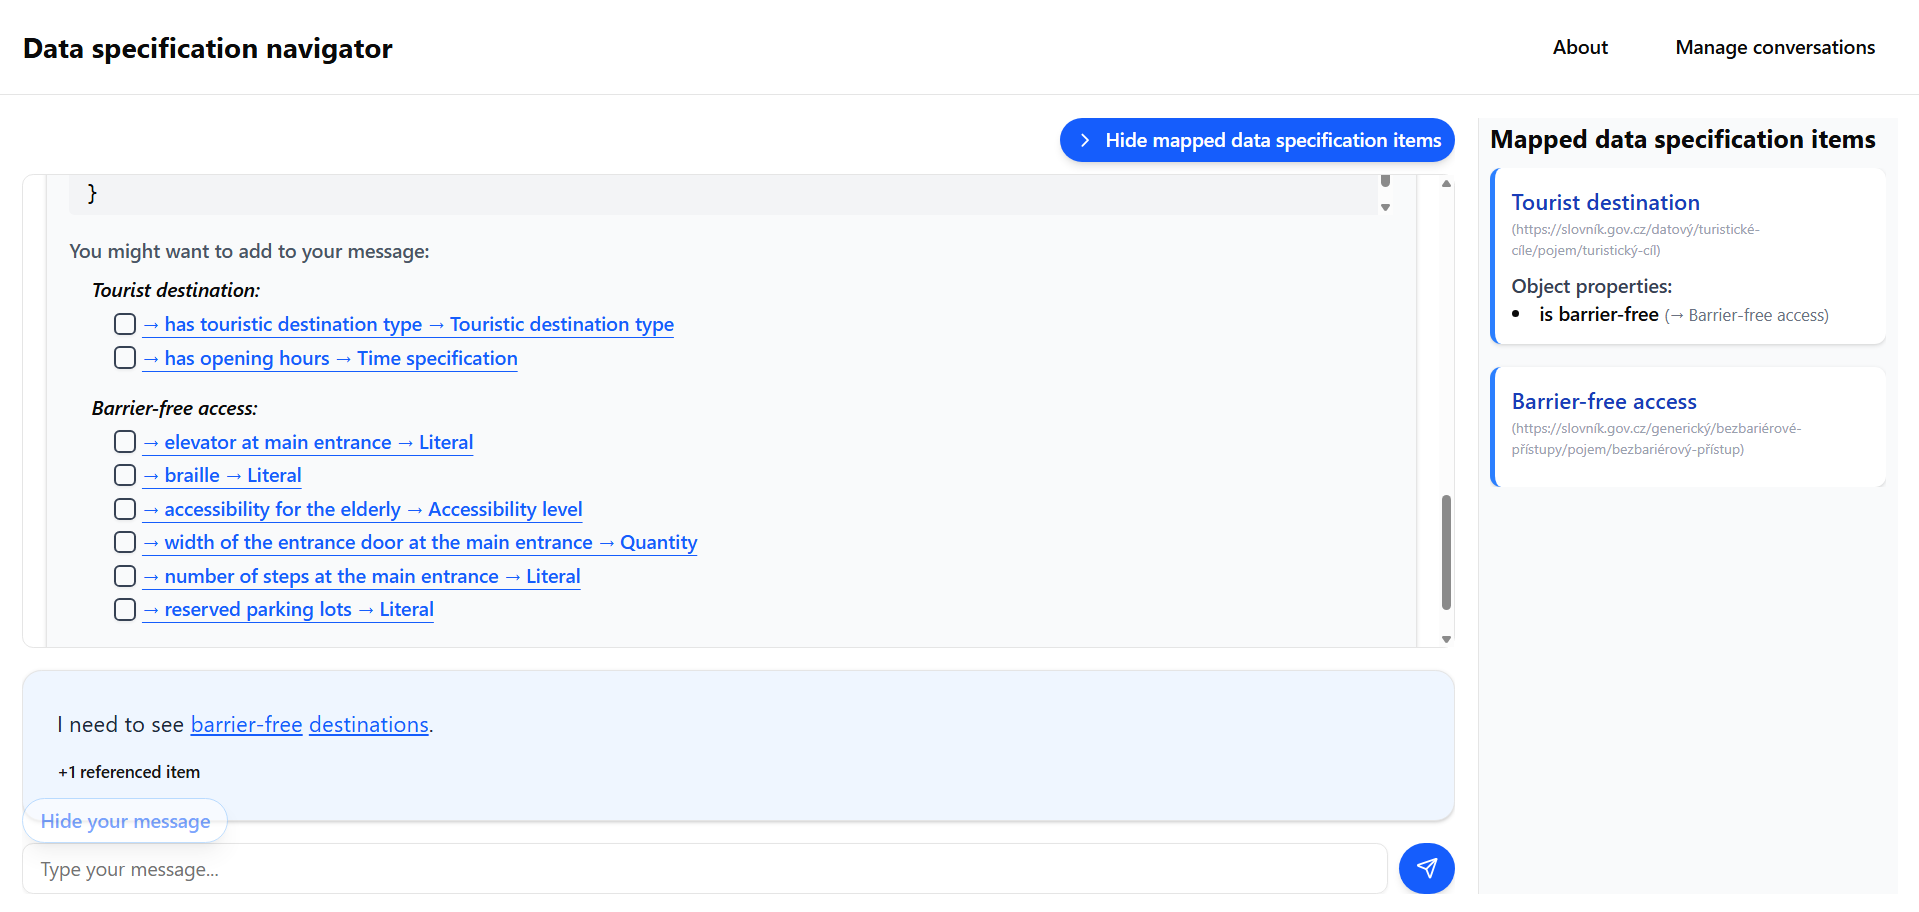 Data specification navigator
About
Manage conversations
Hide mapped data specification items
}
You might want to add to your message:
Tourist destination:
→ has touristic destination type → Touristic destination type
→ has opening hours → Time specification
Barrier-free access:
→ elevator at main entrance → Literal
→ braille → Literal
→ accessibility for the elderly → Accessibility level
→ width of the entrance door at the main entrance → Quantity
→ number of steps at the main entrance → Literal
→ reserved parking lots → Literal
I need to see barrier-free destinations.
+1 referenced item
Hide your message
Type your message...
Mapped data specification items
Tourist destination
(https://slovník.gov.cz/datový/turistické-
cíle/pojem/turistický-cíl)
Object properties:
• is barrier-free (→ Barrier-free access)
Barrier-free access
(https://slovník.gov.cz/generický/bezbariérové-
přístupy/pojem/bezbariérový-přístup)